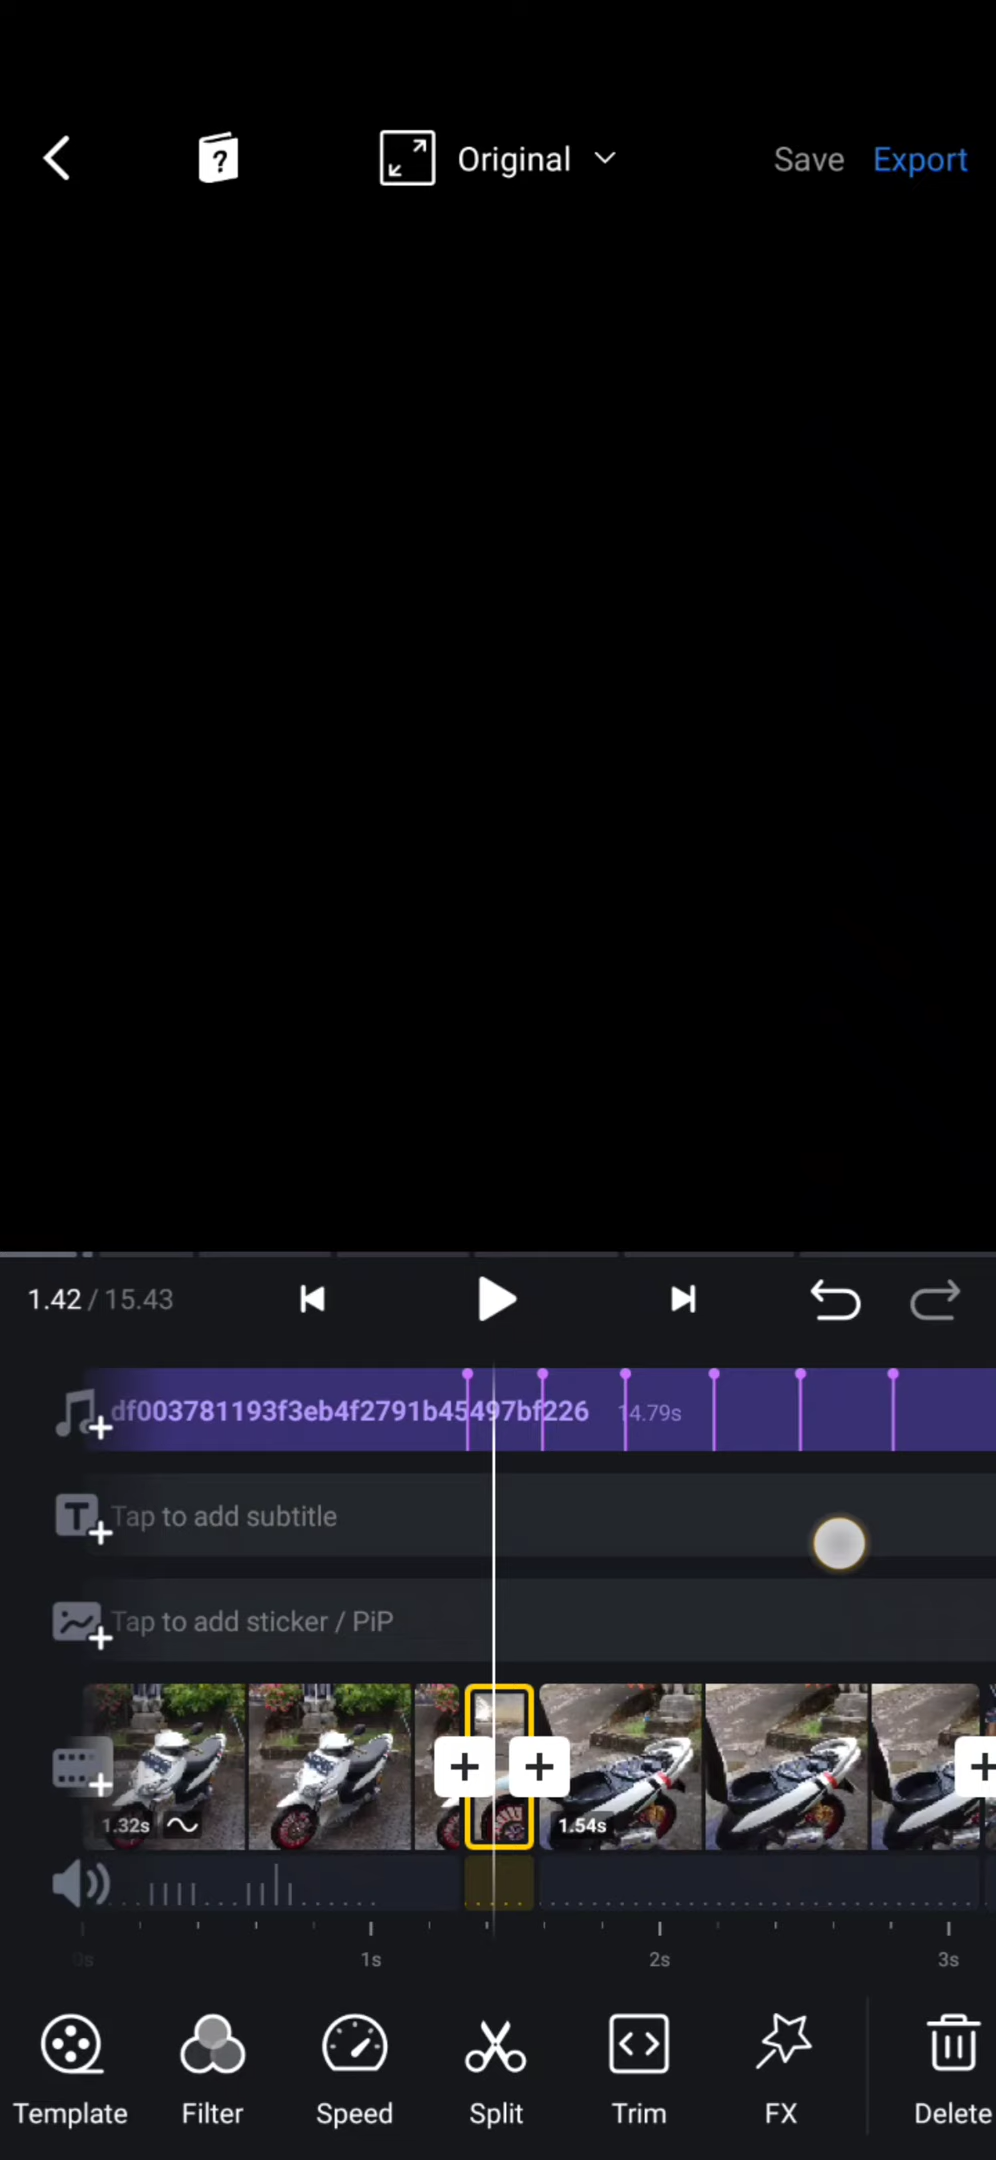 Original
Save Export
1.42 / 15.43
df003781193f3eb4f2791b45497bf226 14.79s
Tap to add subtitle
Tap to add sticker / PiP
1.32s 1.54s
0s 1s 2s 3s
Template Filter Speed Split Trim FX Delete